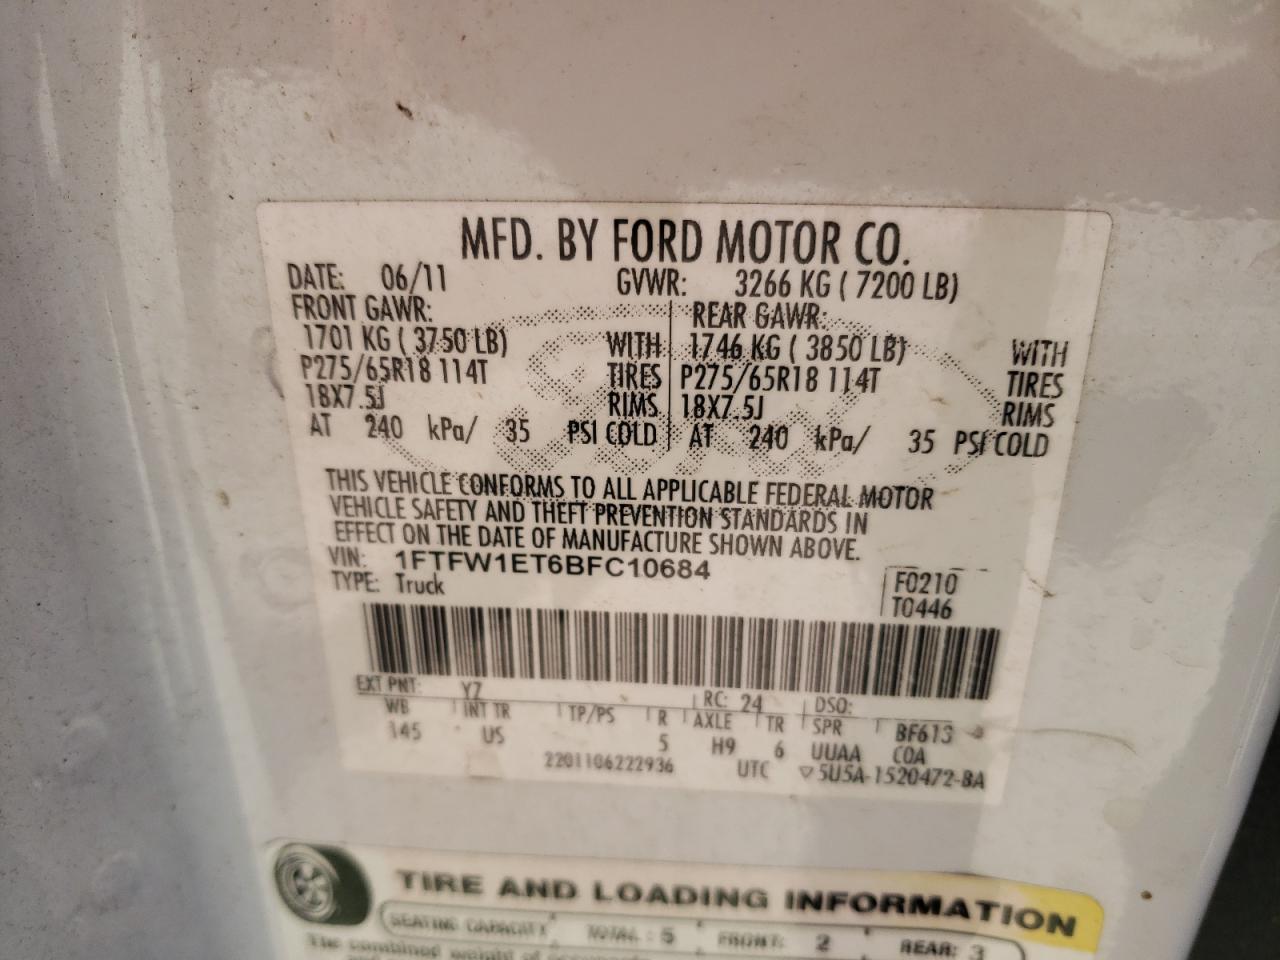 MFD. BY FORD MOTOR CO.
DATE: 06/11 GVWR: 3266 KG ( 7200 LB)
FRONT GAWR: REAR GAWR:
1701 KG ( 3750 LB) WITH 1746 KG ( 3850 LB) WITH
P275/65R18 114T TIRES P275/65R18 114T TIRES
18X7.5J RIMS 18X7.5J RIMS
AT 240 kPa/ 35 PSI COLD AT 240 kPa/ 35 PSI COLD
THIS VEHICLE CONFORMS TO ALL APPLICABLE FEDERAL MOTOR
VEHICLE SAFETY AND THEFT PREVENTION STANDARDS IN
EFFECT ON THE DATE OF MANUFACTURE SHOWN ABOVE.
VIN: 1FTFW1ET6BFC10684
TYPE: Truck
F0210
T0446
EXT PNT: YZ RC: 24 DSO:
WB INT TR TP/PS R AXLE TR SPR BF613
145 US 5 H9 6 UUAA COA
2201106222936 UTC ▽5U5A-1520472-BA
TIRE AND LOADING INFORMATION
SEATING CAPACITY TOTAL: 5 FRONT: 2 REAR: 3
The combined weight of